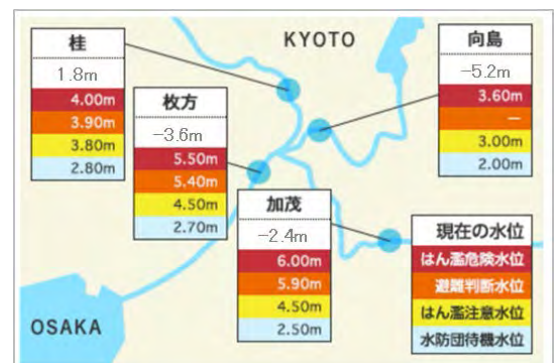 桂
1.8m
4.00m
3.90m
3.80m
2.80m
枚方
-3.6m
5.50m
5.40m
4.50m
2.70m
KYOTO
向島
-5.2m
3.60m
—
3.00m
2.00m
加茂
-2.4m
6.00m
5.90m
4.50m
2.50m
現在の水位
はん濫危険水位
避難判断水位
はん濫注意水位
水防団待機水位
OSAKA